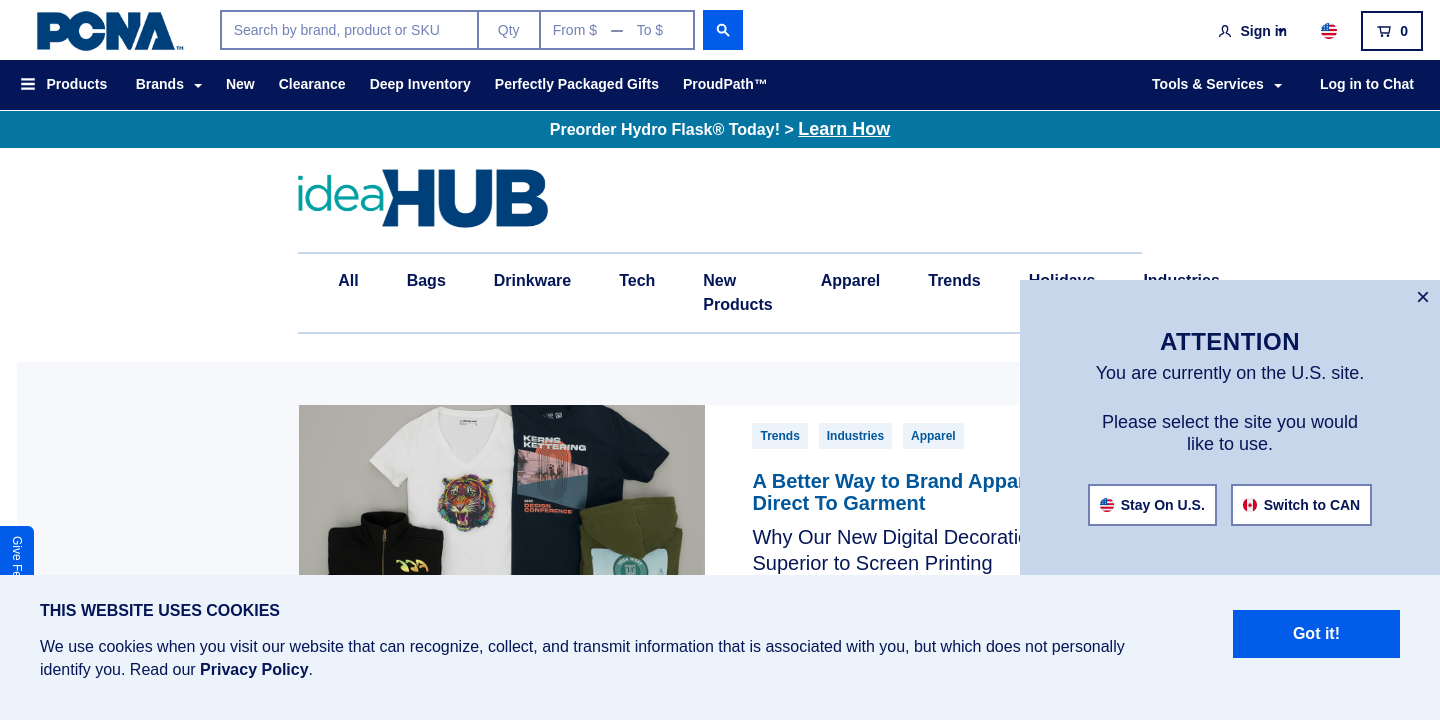 PCNA™
Search by brand, product or SKU
Qty
From $ — To $
Sign in
0
Products
Brands
New
Clearance
Deep Inventory
Perfectly Packaged Gifts
ProudPath™
Tools & Services
Log in to Chat
Preorder Hydro Flask® Today! > Learn How
ideaHUB
All
Bags
Drinkware
Tech
New
Products
Apparel
Trends
Holidays
Industries
×
ATTENTION
You are currently on the U.S. site.
Please select the site you would
like to use.
Stay On U.S.
Switch to CAN
KERNG
KETTERING
DESIGN
CONFERENCE
Trends
Industries
Apparel
A Better Way to Brand Appar
Direct To Garment
Why Our New Digital Decoratio
Superior to Screen Printing
Give Fe
THIS WEBSITE USES COOKIES
We use cookies when you visit our website that can recognize, collect, and transmit information that is associated with you, but which does not personally
identify you. Read our Privacy Policy.
Got it!